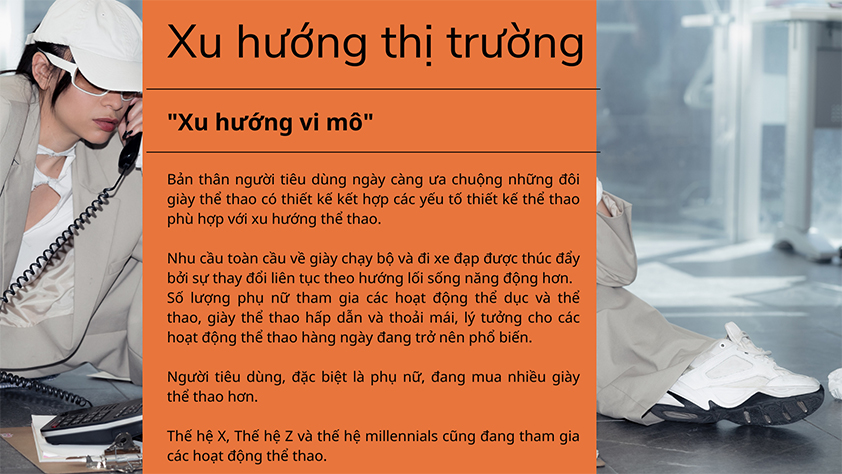 Xu hướng thị trường
"Xu hướng vi mô"
Bản thân người tiêu dùng ngày càng ưa chuộng những đôi
giày thể thao có thiết kế kết hợp các yếu tố thiết kế thể thao
phù hợp với xu hướng thể thao.
Nhu cầu toàn cầu về giày chạy bộ và đi xe đạp được thúc đẩy
bởi sự thay đổi liên tục theo hướng lối sống năng động hơn.
Số lượng phụ nữ tham gia các hoạt động thể dục và thể
thao, giày thể thao hấp dẫn và thoải mái, lý tưởng cho các
hoạt động thể thao hàng ngày đang trở nên phổ biến.
Người tiêu dùng, đặc biệt là phụ nữ, đang mua nhiều giày
thể thao hơn.
Thế hệ X, Thế hệ Z và thế hệ millennials cũng đang tham gia
các hoạt động thể thao.